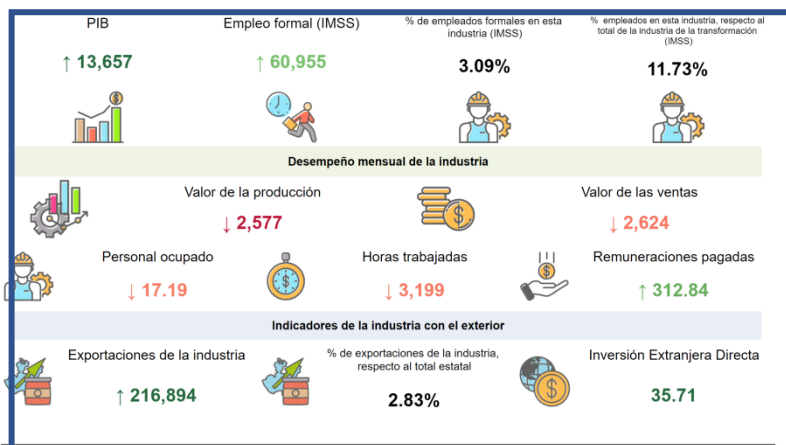 PIB
Empleo formal (IMSS)
% de empleados formales en esta
industria (IMSS)
% empleados en esta industria, respecto al
total de la industria de la transformación
(IMSS)
↑ 13,657
↑ 60,955
3.09%
11.73%
Desempeño mensual de la industria
Valor de la producción
Valor de las ventas
↓ 2,577
↓ 2,624
Personal ocupado
Horas trabajadas
Remuneraciones pagadas
↓ 17.19
↓ 3,199
↑ 312.84
Indicadores de la industria con el exterior
Exportaciones de la industria
% de exportaciones de la industria,
respecto al total estatal
Inversión Extranjera Directa
↑ 216,894
2.83%
35.71